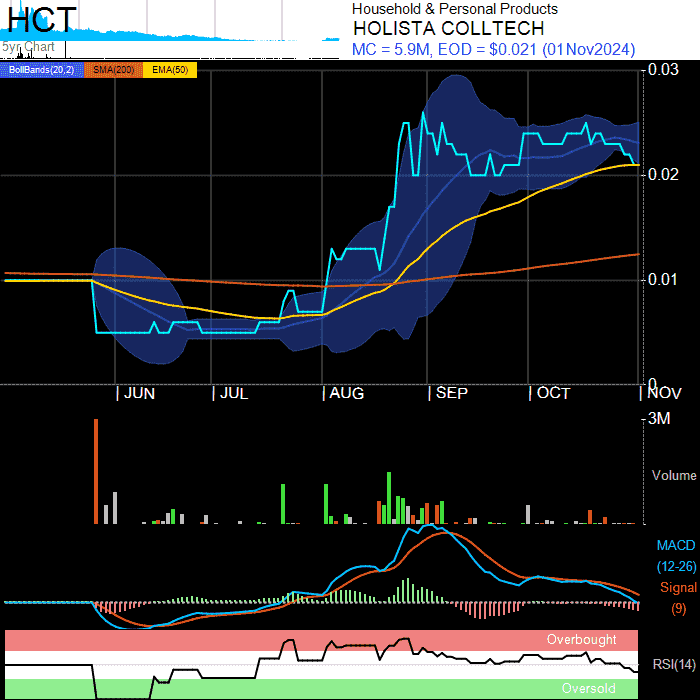 HCT
5yr Chart
Household & Personal Products
HOLISTA COLLTECH
MC = 5.9M, EOD = $0.021 (01Nov2024)
BollBands(20,2) SMA(200) EMA(50)
0.03
0.02
0.01
0
JUN JUL AUG SEP OCT NOV
3M
Volume
MACD
(12-26)
Signal
(9)
Overbought
RSI(14)
Oversold